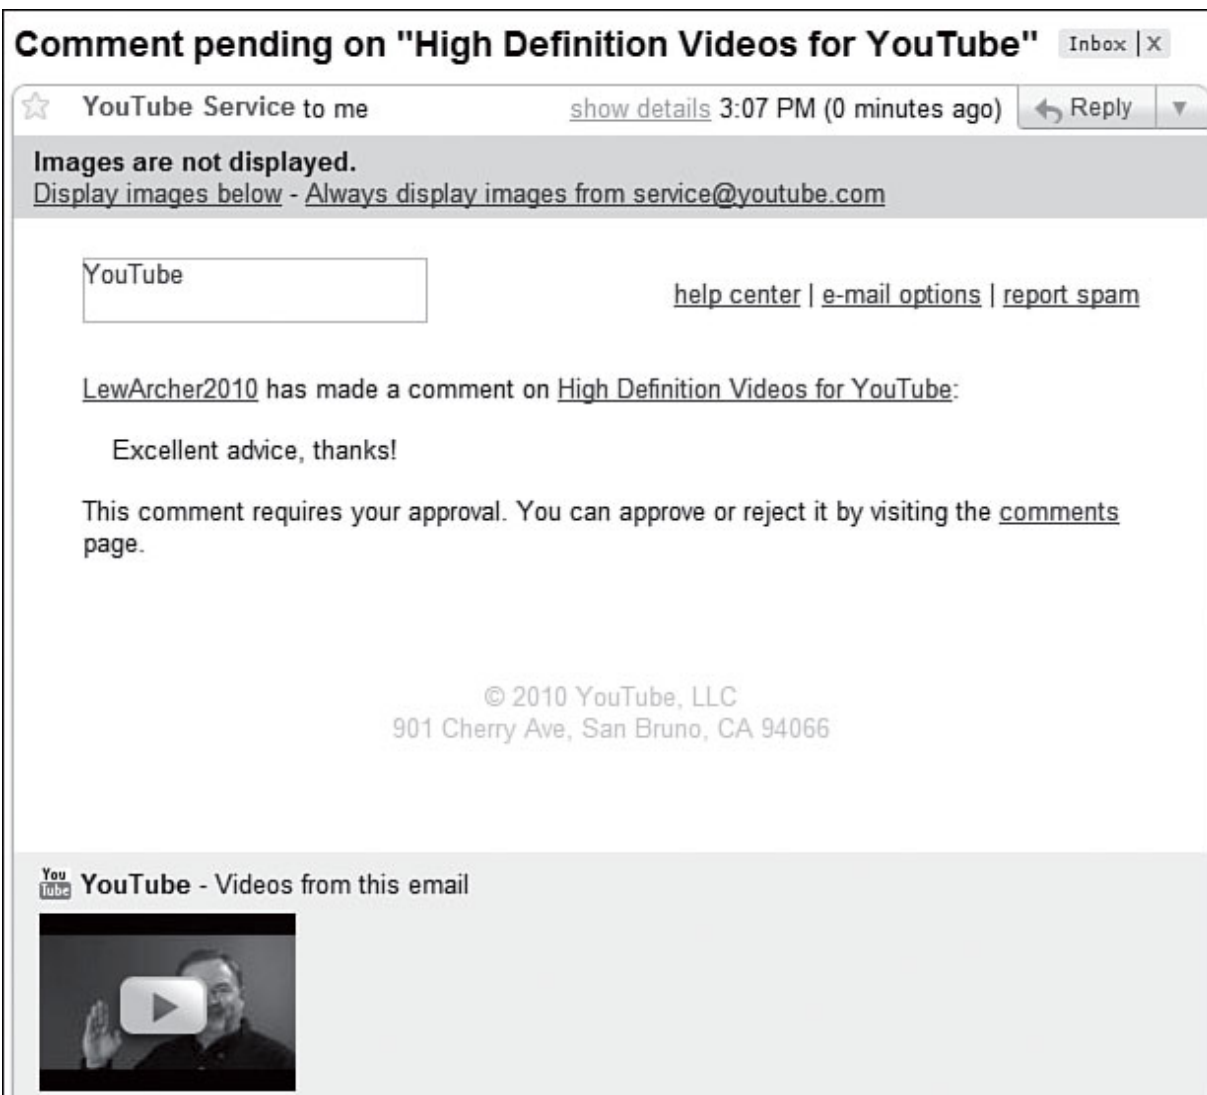 Comment pending on "High Definition Videos for YouTube" Inbox | X
YouTube Service to me show details 3:07 PM (0 minutes ago) Reply
Images are not displayed.
Display images below - Always display images from service@youtube.com
YouTube
help center | e-mail options | report spam
LewArcher2010 has made a comment on High Definition Videos for YouTube:
Excellent advice, thanks!
This comment requires your approval. You can approve or reject it by visiting the comments
page.
© 2010 YouTube, LLC
901 Cherry Ave, San Bruno, CA 94066
You
Tube
YouTube - Videos from this email